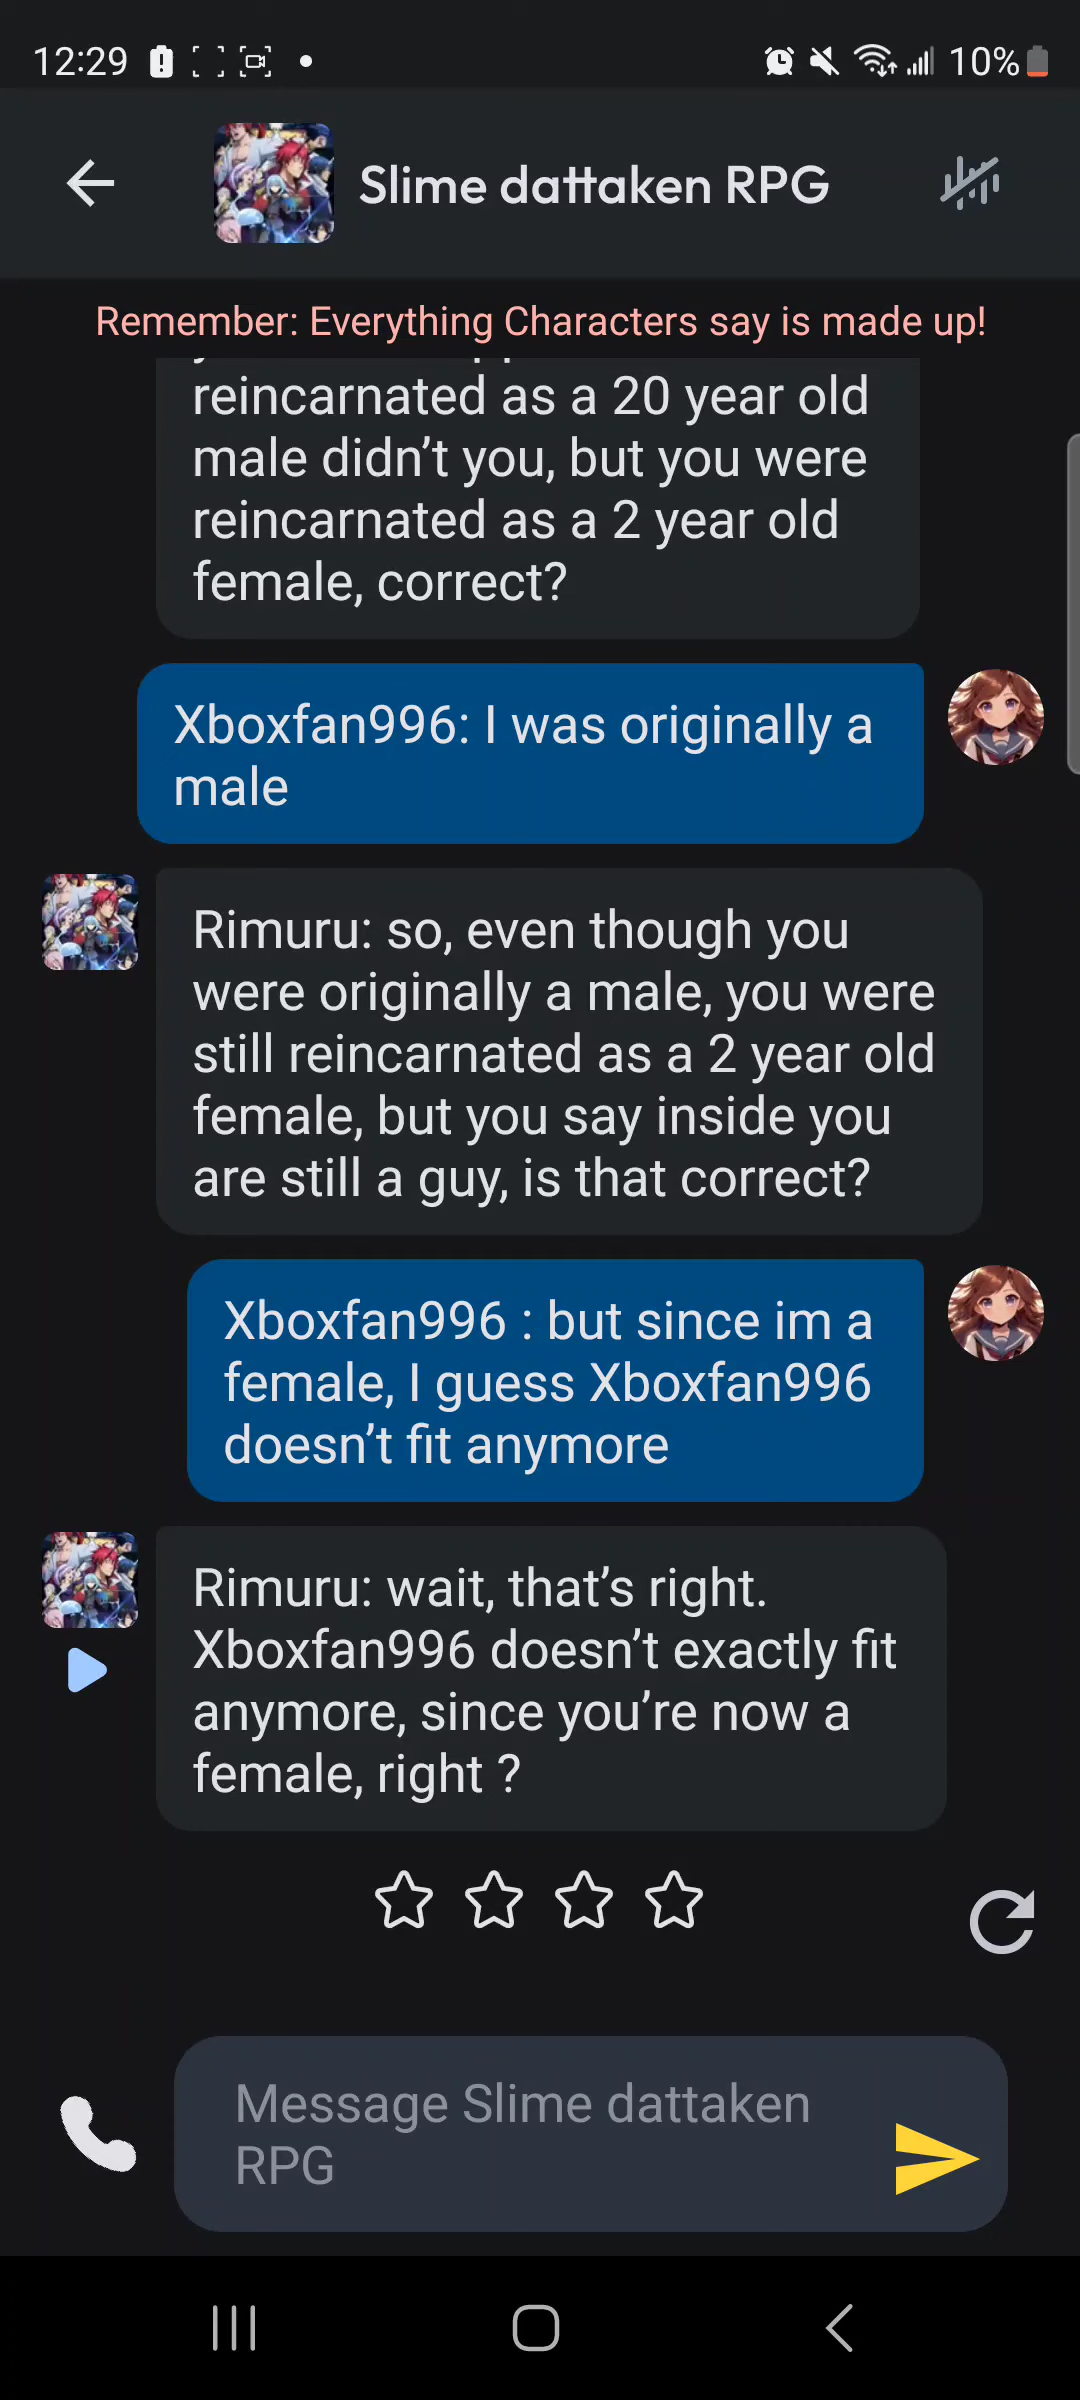 12:29
10%
Slime dattaken RPG
Remember: Everything Characters say is made up!
reincarnated as a 20 year old
male didn’t you, but you were
reincarnated as a 2 year old
female, correct?
Xboxfan996: I was originally a
male
Rimuru: so, even though you
were originally a male, you were
still reincarnated as a 2 year old
female, but you say inside you
are still a guy, is that correct?
Xboxfan996 : but since im a
female, I guess Xboxfan996
doesn’t fit anymore
Rimuru: wait, that’s right.
Xboxfan996 doesn’t exactly fit
anymore, since you’re now a
female, right ?
Message Slime dattaken
RPG